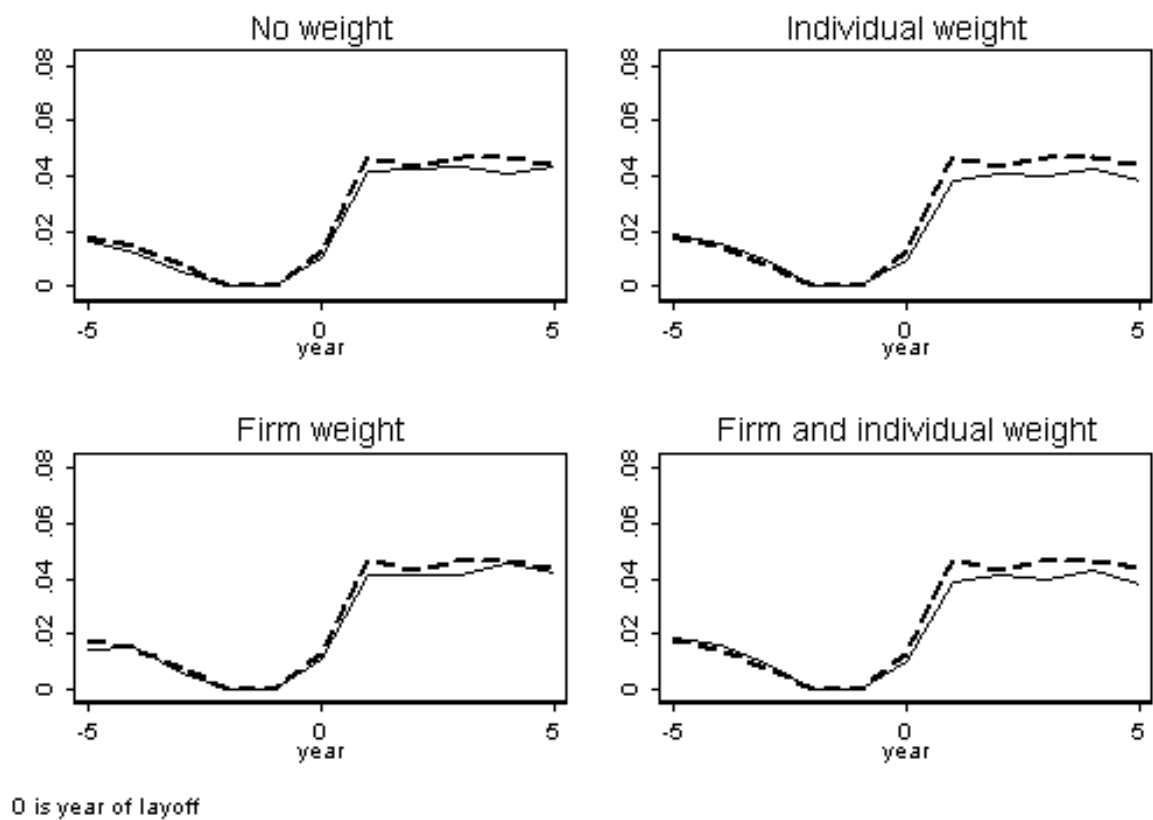 No weight
.08
.06
.04
.02
0
-5 0 5
year
Individual weight
.08
.06
.04
.02
0
-5 0 5
year
Firm weight
.08
.06
.04
.02
0
-5 0 5
year
Firm and individual weight
.08
.06
.04
.02
0
-5 0 5
year
0 is year of layoff